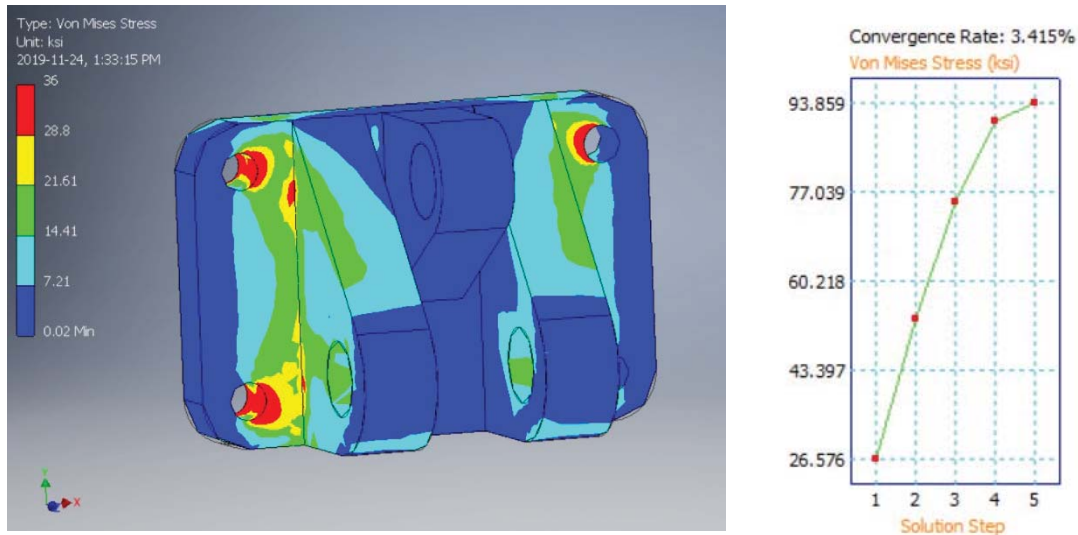 Type: Von Mises Stress
Unit: ksi
2019-11-24, 1:33:15 PM
36
28.8
21.61
14.41
7.21
0.02 Min
Y
X
Convergence Rate: 3.415%
Von Mises Stress (ksi)
93.859
77.039
60.218
43.397
26.576
1 2 3 4 5
Solution Step